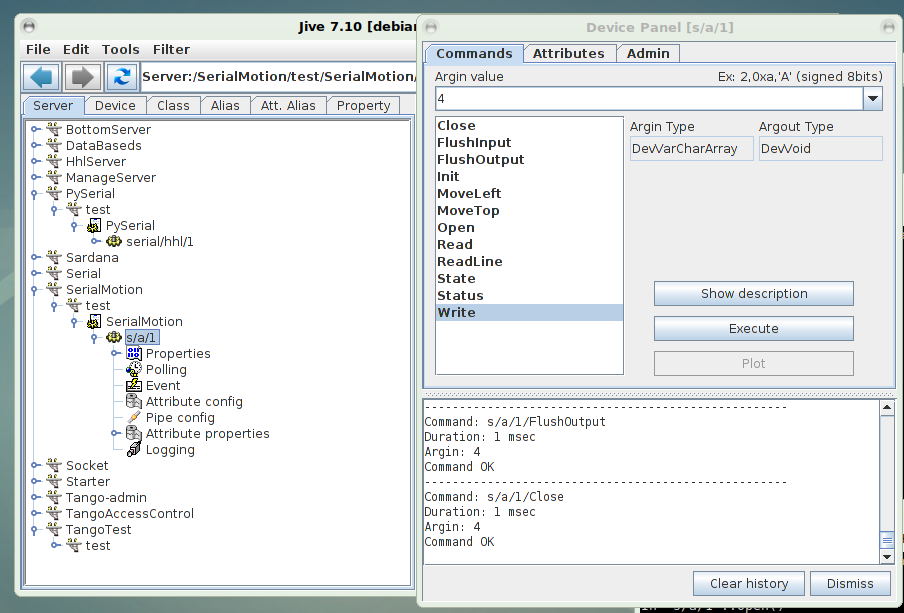 Jive 7.10 [debian
File Edit Tools Filter
Server:/SerialMotion/test/SerialMotion/
Server Device Class Alias Att. Alias Property
BottomServer
DataBaseds
HhlServer
ManageServer
PySerial
test
PySerial
serial/hhl/1
Sardana
Serial
SerialMotion
test
SerialMotion
s/a/1
Properties
Polling
Event
Attribute config
Pipe config
Attribute properties
Logging
Socket
Starter
Tango-admin
TangoAccessControl
TangoTest
test
Device Panel [s/a/1]
Commands Attributes Admin
Argin value Ex: 2,0xa,'A' (signed 8bits)
4
Close
FlushInput
FlushOutput
Init
MoveLeft
MoveTop
Open
Read
ReadLine
State
Status
Write
Argin Type Argout Type
DevVarCharArray DevVoid
Show description
Execute
Plot
----------------------------------------------------
Command: s/a/1/FlushOutput
Duration: 1 msec
Argin: 4
Command OK
----------------------------------------------------
Command: s/a/1/Close
Duration: 1 msec
Argin: 4
Command OK
Clear history Dismiss